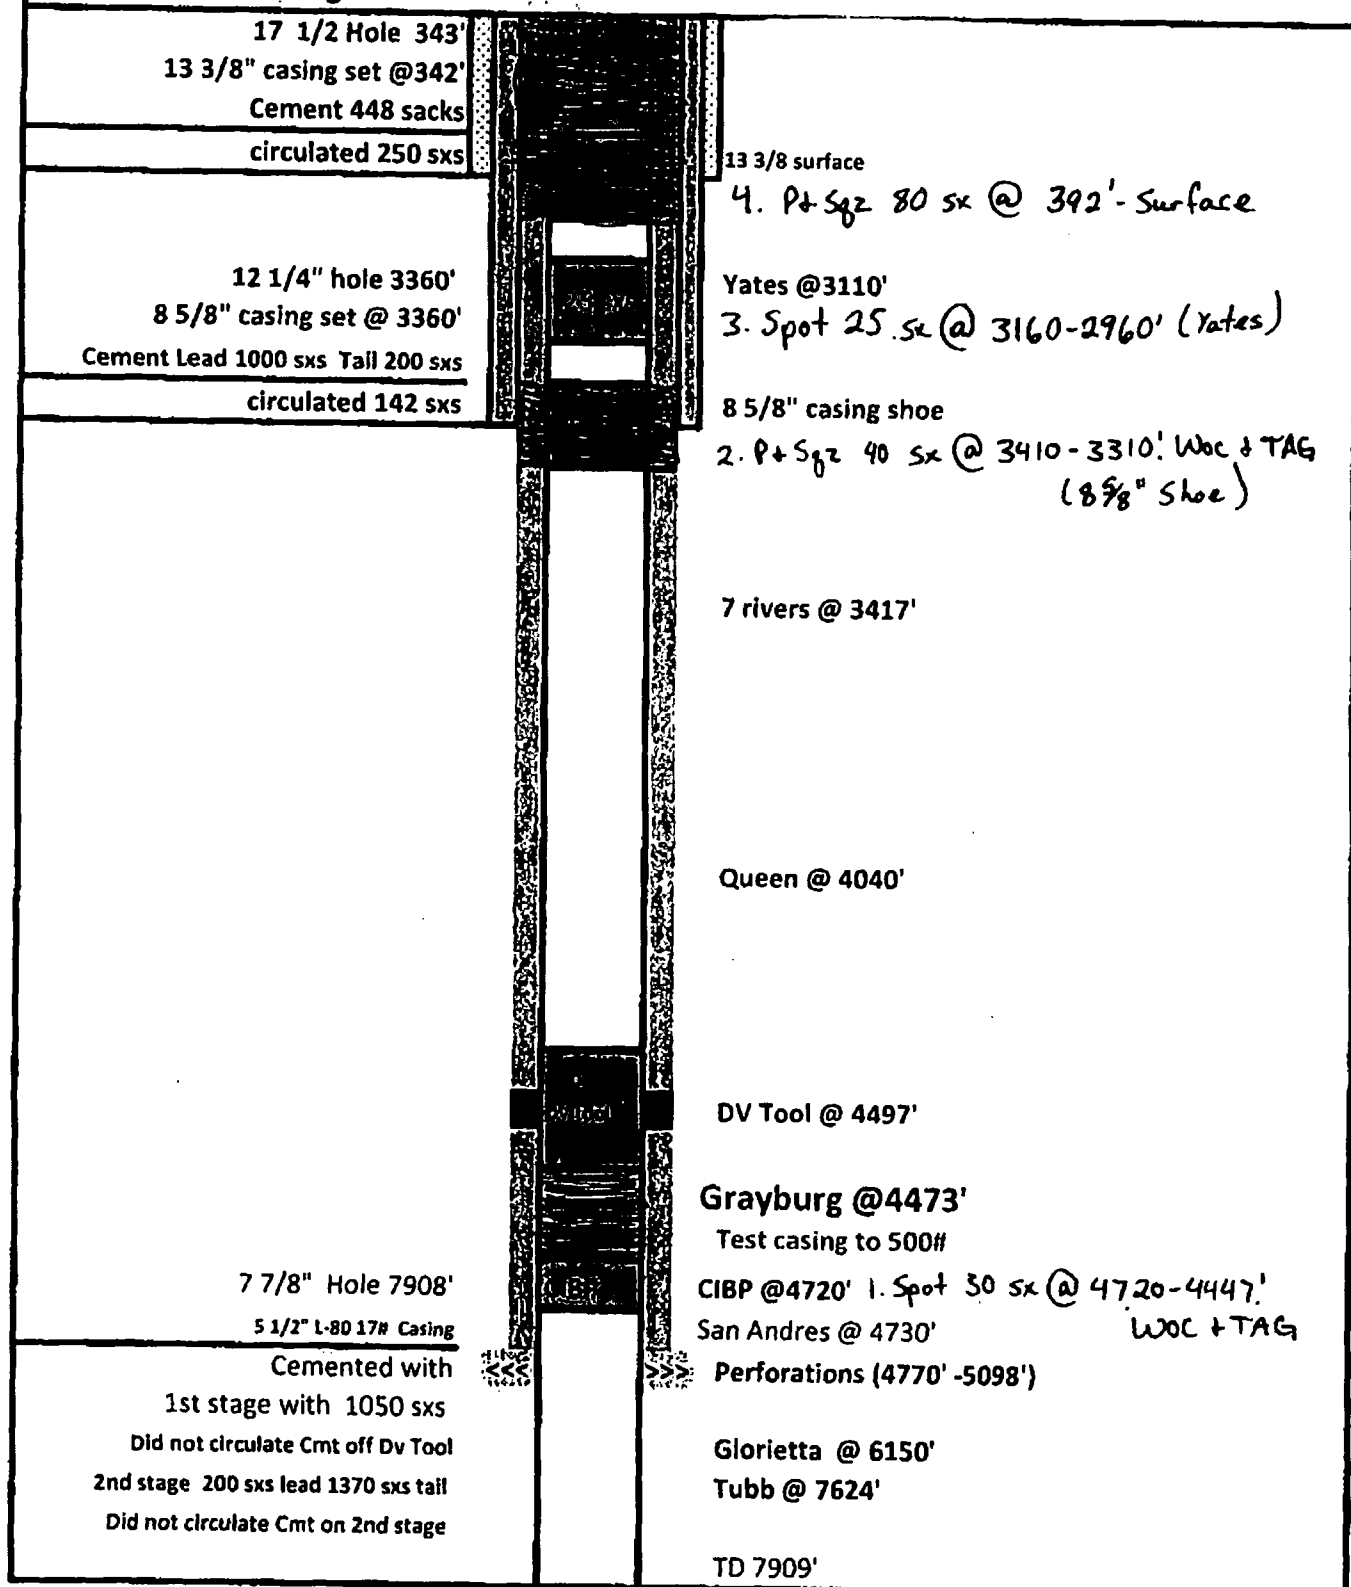 17 1/2 Hole 343'
13 3/8" casing set @342'
Cement 448 sacks
circulated 250 sxs
13 3/8 surface
4. P+ Sqz 80 sx @ 392'- Surface
12 1/4" hole 3360'
8 5/8" casing set @ 3360'
Cement Lead 1000 sxs Tail 200 sxs
circulated 142 sxs
Yates @3110'
3. Spot 25 sx @ 3160-2960' (Yates)
8 5/8" casing shoe
2. P+ Sqz 40 sx @ 3410-3310'. WOC + TAG
(8 5/8" Shoe)
7 rivers @ 3417'
Queen @ 4040'
DV Tool @ 4497'
Grayburg @4473'
Test casing to 500#
7 7/8" Hole 7908'
5 1/2" L-80 17# Casing
CIBP @4720' 1. Spot 30 sx @ 4720-4447'.
WOC + TAG
San Andres @ 4730'
<<< >>> Perforations (4770' -5098')
Cemented with
1st stage with 1050 sxs
Did not circulate Cmt off Dv Tool
2nd stage 200 sxs lead 1370 sxs tail
Did not circulate Cmt on 2nd stage
Glorietta @ 6150'
Tubb @ 7624'
TD 7909'